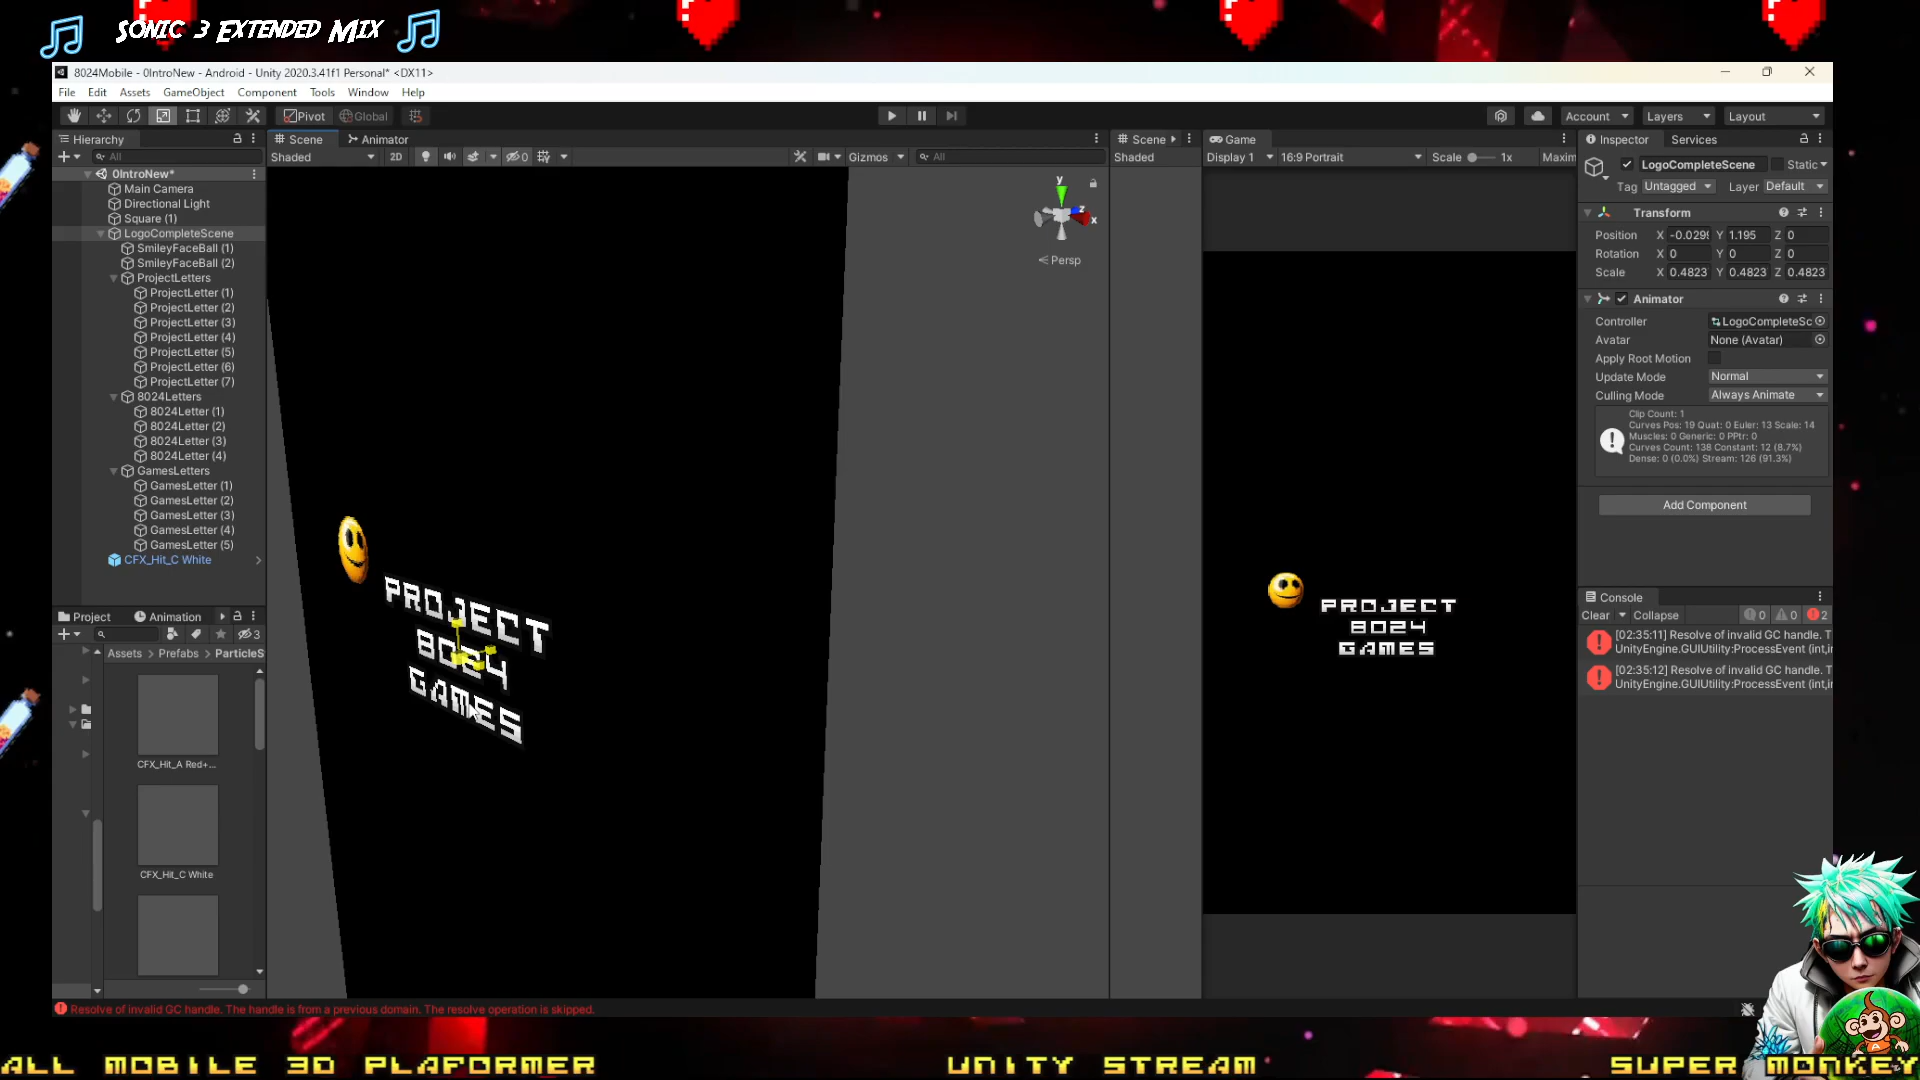 SONIC 3 EXTENDED MIX
8024Mobile - 0IntroNew - Android - Unity 2020.3.41f1 Personal* <DX11>
File Edit Assets GameObject Component Tools Window Help
Pivot Global
Account Layers Layout
Hierarchy
All
0IntroNew*
Main Camera
Directional Light
Square (1)
LogoCompleteScene
SmileyFaceBall (1)
SmileyFaceBall (2)
ProjectLetters
ProjectLetter (1)
ProjectLetter (2)
ProjectLetter (3)
ProjectLetter (4)
ProjectLetter (5)
ProjectLetter (6)
ProjectLetter (7)
8024Letters
8024Letter (1)
8024Letter (2)
8024Letter (3)
8024Letter (4)
GamesLetters
GamesLetter (1)
GamesLetter (2)
GamesLetter (3)
GamesLetter (4)
GamesLetter (5)
CFX_Hit_C White
Project Animation
3
Assets > Prefabs > ParticleS
CFX_Hit_A Red+...
CFX_Hit_C White
Scene Animator
Shaded 2D 0 Gizmos All
y
z
x
Persp
PROJECT
8024
GAMES
Scene
Shaded
Game
Display 1 16:9 Portrait Scale 1x Maxim
PROJECT
8024
GAMES
Inspector Services
LogoCompleteScene Static
Tag Untagged Layer Default
Transform
Position X -0.029 Y 1.195 Z 0
Rotation X 0 Y 0 Z 0
Scale X 0.4823 Y 0.4823 Z 0.4823
Animator
Controller LogoCompleteSc
Avatar None (Avatar)
Apply Root Motion
Update Mode Normal
Culling Mode Always Animate
Clip Count: 1
Curves Pos: 19 Quat: 0 Euler: 13 Scale: 14
Muscles: 0 Generic: 0 PPtr: 0
Curves Count: 138 Constant: 12 (8.7%)
Dense: 0 (0.0%) Stream: 126 (91.3%)
Add Component
Console
Clear Collapse 0 0 2
[02:35:11] Resolve of invalid GC handle. T
UnityEngine.GUIUtility:ProcessEvent (int,in
[02:35:12] Resolve of invalid GC handle. T
UnityEngine.GUIUtility:ProcessEvent (int,in
Resolve of invalid GC handle. The handle is from a previous domain. The resolve operation is skipped.
ALL MOBILE 3D PLAFORMER UNITY STREAM SUPER MONKEY